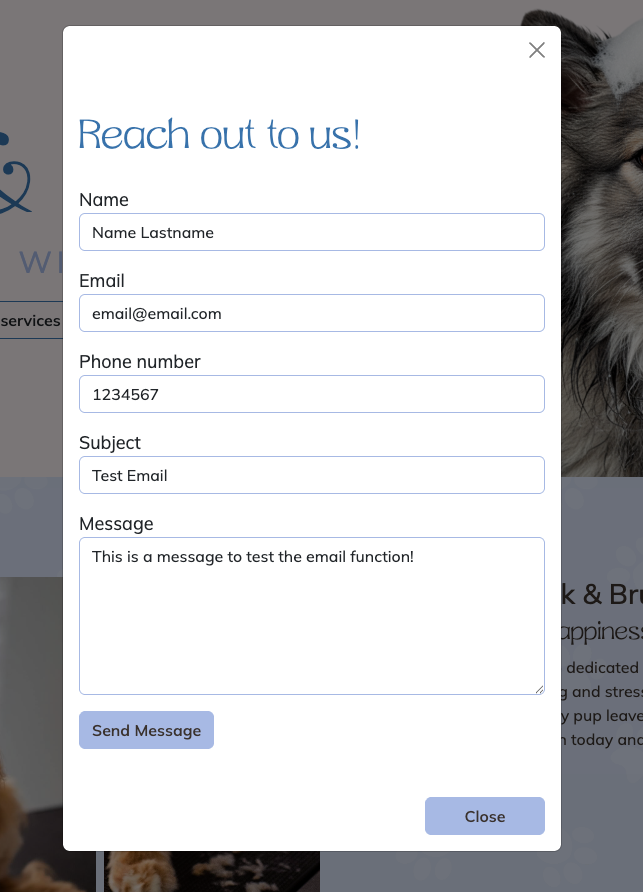 Reach out to us!
Name
Name Lastname
Email
email@email.com
Phone number
1234567
Subject
Test Email
Message
This is a message to test the email function!
Send Message
Close
&
services
k & Bru
appiness
dedicated
g and stress
y pup leave
n today and